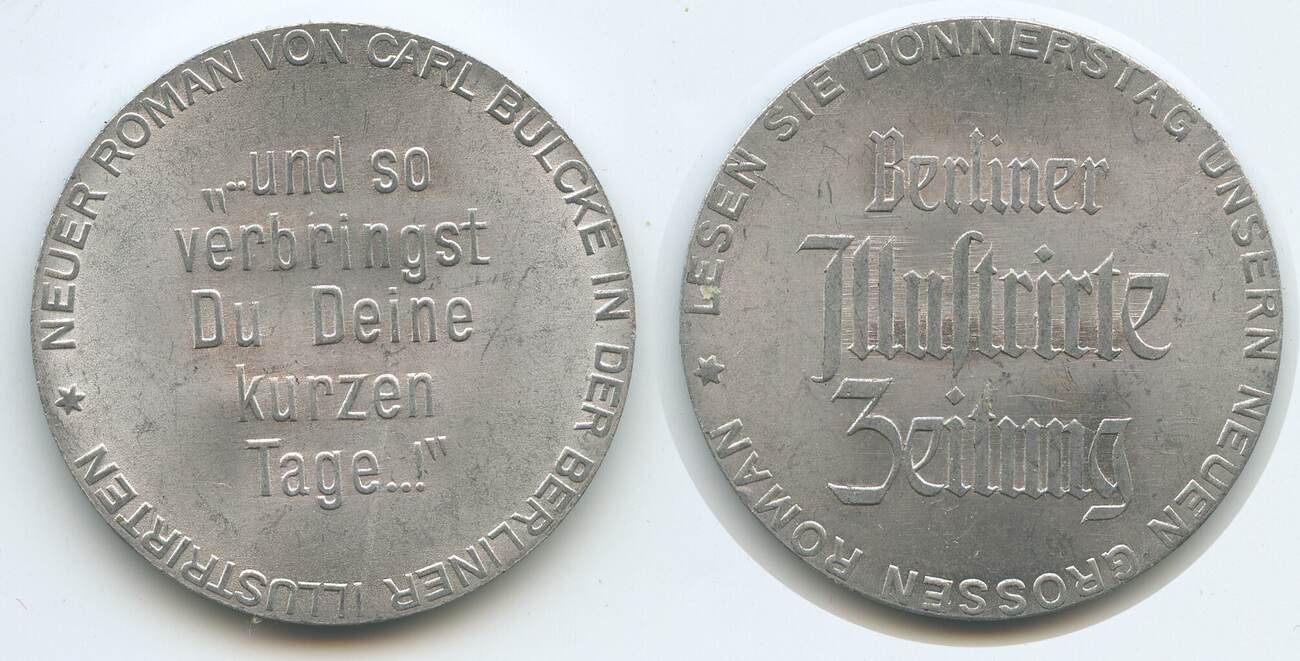 NEUER ROMAN VON CARL BULCKE IN DER BERLINER ILLUSTRIRTEN
„...und so
verbringst
Du Deine
kurzen
Tage...!"
LESEN SIE DONNERSTAG UNSERN NEUEN GROSSEN ROMAN
Berliner
Illustrirte
Zeitung